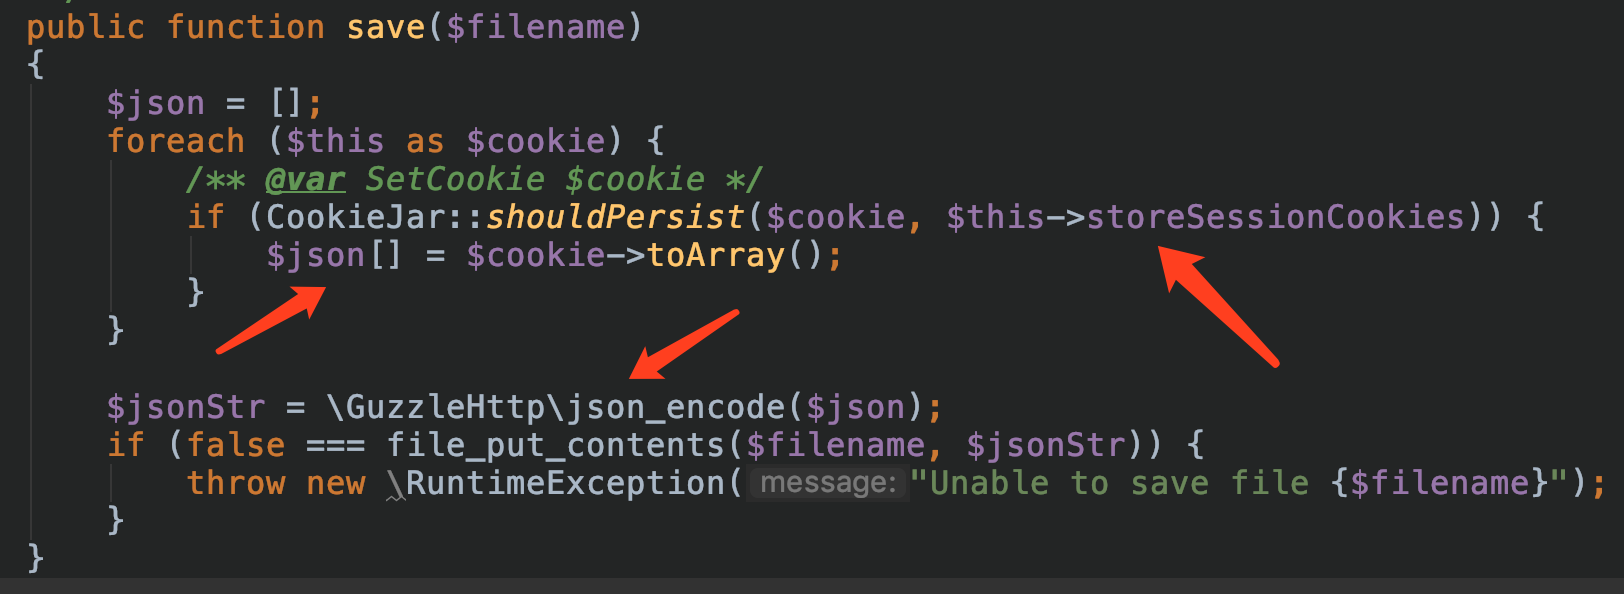 public function save($filename)
{
$json = [];
foreach ($this as $cookie) {
/** @var SetCookie $cookie */
if (CookieJar::shouldPersist($cookie, $this->storeSessionCookies)) {
$json[] = $cookie->toArray();
}
}
$jsonStr = \GuzzleHttp\json_encode($json);
if (false === file_put_contents($filename, $jsonStr)) {
throw new \RuntimeException( message: "Unable to save file {$filename}");
}
}